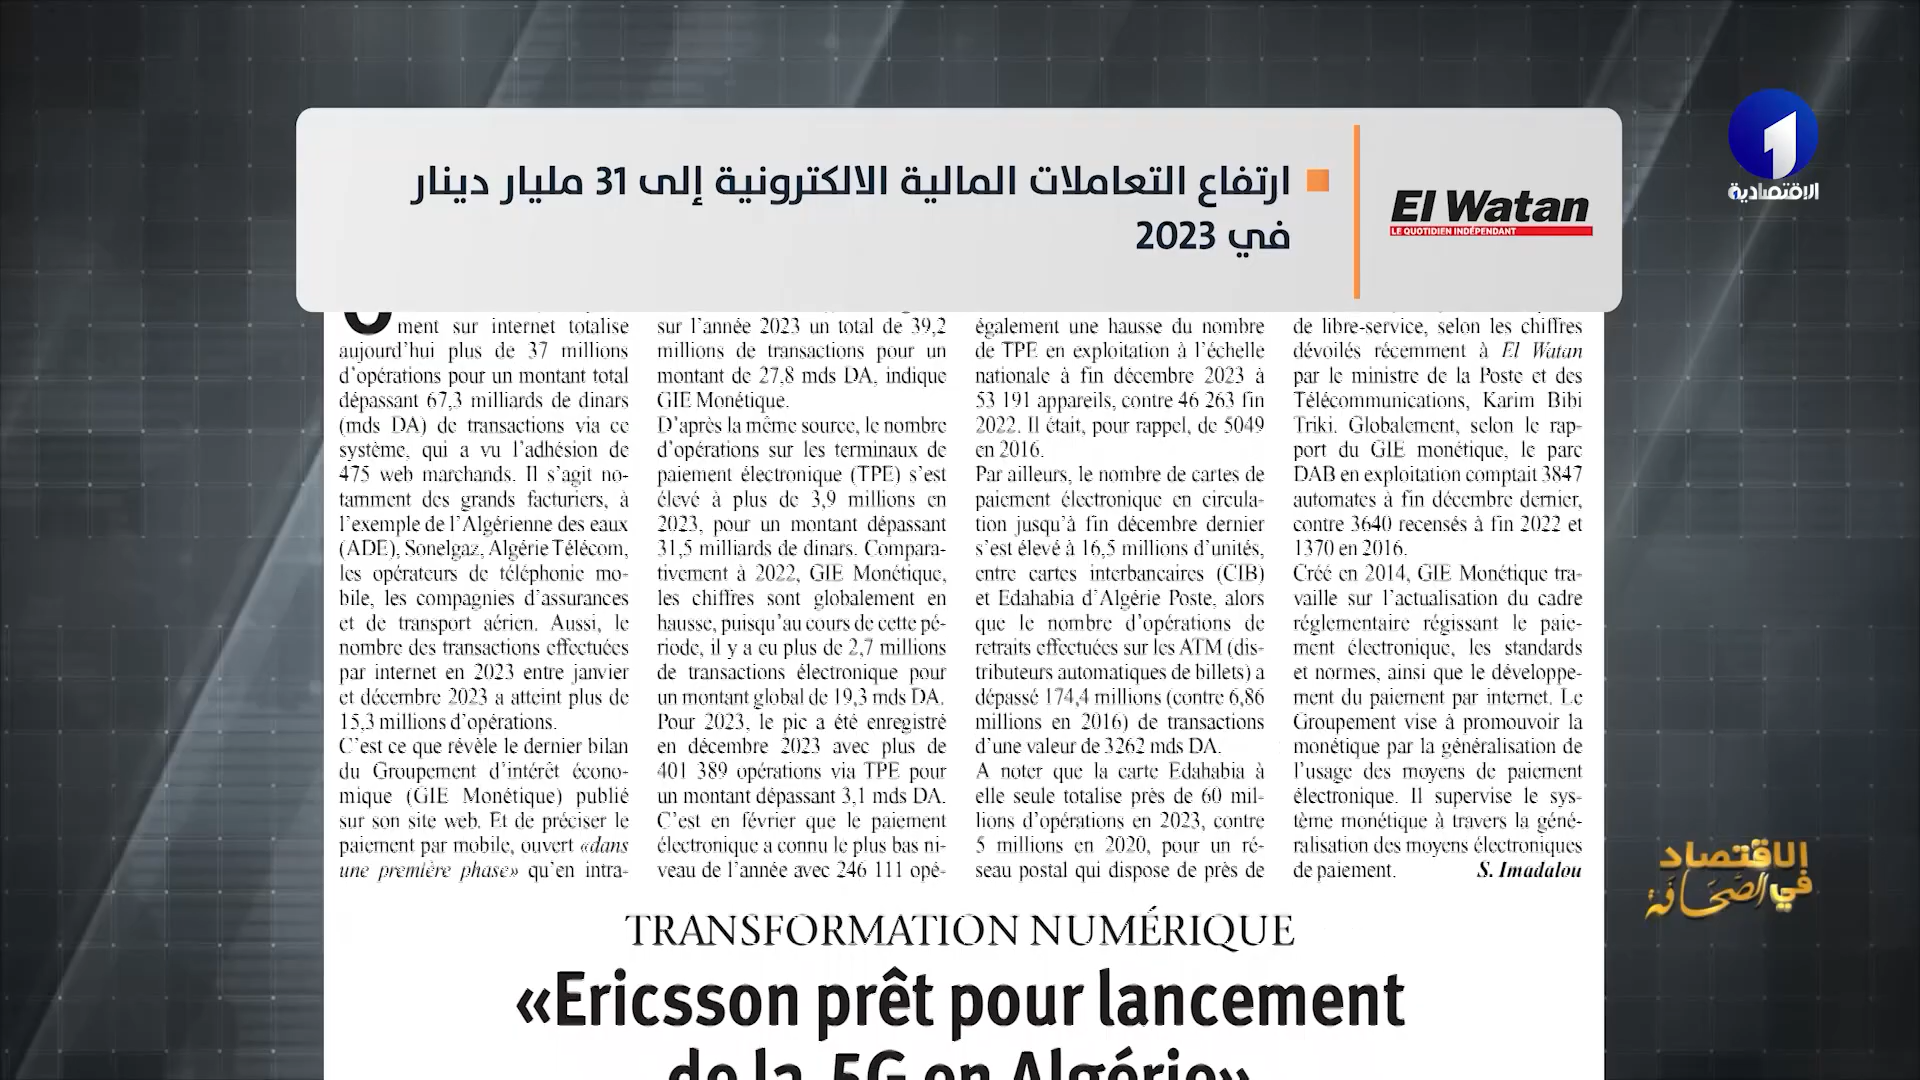 ارتفاع التعاملات المالية الالكترونية إلى 31 مليار دينار
في 2023
El Watan
LE QUOTIDIEN INDÉPENDANT
1
الاقتصادية
ment sur internet totalise
aujourd'hui plus de 37 millions
d'opérations pour un montant total
dépassant 67,3 milliards de dinars
(mds DA) de transactions via ce
système, qui a vu l'adhésion de
475 web marchands. Il s'agit no-
tamment des grands facturiers, à
l'exemple de l'Algérienne des eaux
(ADE), Sonelgaz, Algérie Télécom,
les opérateurs de téléphonie mo-
bile, les compagnies d'assurances
et de transport aérien. Aussi, le
nombre des transactions effectuées
par internet en 2023 entre janvier
et décembre 2023 a atteint plus de
15,3 millions d'opérations.
C'est ce que révèle le dernier bilan
du Groupement d'intérêt écono-
mique (GIE Monétique) publié
sur son site web. Et de préciser le
paiement par mobile, ouvert «dans
une première phase» qu'en intra-
sur l'année 2023 un total de 39,2
millions de transactions pour un
montant de 27,8 mds DA, indique
GIE Monétique.
D'après la même source, le nombre
d'opérations sur les terminaux de
paiement électronique (TPE) s'est
élevé à plus de 3,9 millions en
2023, pour un montant dépassant
31,5 milliards de dinars. Compara-
tivement à 2022, GIE Monétique,
les chiffres sont globalement en
hausse, puisqu'au cours de cette pé-
riode, il y a eu plus de 2,7 millions
de transactions électronique pour
un montant global de 19,3 mds DA.
Pour 2023, le pic a été enregistré
en décembre 2023 avec plus de
401 389 opérations via TPE pour
un montant dépassant 3,1 mds DA.
C'est en février que le paiement
électronique a connu le plus bas ni-
veau de l'année avec 246 111 opé-
également une hausse du nombre
de TPE en exploitation à l'échelle
nationale à fin décembre 2023 à
53 191 appareils, contre 46 263 fin
2022. Il était, pour rappel, de 5049
en 2016.
Par ailleurs, le nombre de cartes de
paiement électronique en circula-
tion jusqu'à fin décembre dernier
s'est élevé à 16,5 millions d'unités,
entre cartes interbancaires (CIB)
et Edahabia d'Algérie Poste, alors
que le nombre d'opérations de
retraits effectuées sur les ATM (dis-
tributeurs automatiques de billets) a
dépassé 174,4 millions (contre 6,86
millions en 2016) de transactions
d'une valeur de 3262 mds DA.
A noter que la carte Edahabia à
elle seule totalise près de 60 mil-
lions d'opérations en 2023, contre
5 millions en 2020, pour un ré-
seau postal qui dispose de près de
de libre-service, selon les chiffres
dévoilés récemment à El Watan
par le ministre de la Poste et des
Télécommunications, Karim Bibi
Triki. Globalement, selon le rap-
port du GIE monétique, le parc
DAB en exploitation comptait 3847
automates à fin décembre dernier,
contre 3640 recensés à fin 2022 et
1370 en 2016.
Créé en 2014, GIE Monétique tra-
vaille sur l'actualisation du cadre
réglementaire régissant le paie-
ment électronique, les standards
et normes, ainsi que le développe-
ment du paiement par internet. Le
Groupement vise à promouvoir la
monétique par la généralisation de
l'usage des moyens de paiement
électronique. Il supervise le sys-
tème monétique à travers la géné-
ralisation des moyens électroniques
de paiement. S. Imadalou
TRANSFORMATION NUMÉRIQUE
«Ericsson prêt pour lancement
de la 5G en Algérie»
الاقتصاد
في الصحافة